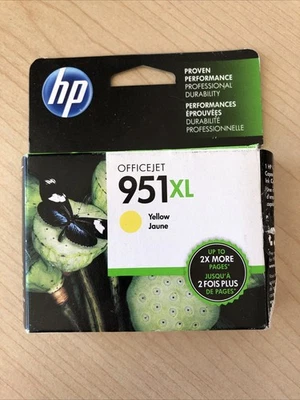 hp
PROVEN
PERFORMANCE
PROFESSIONAL
DURABILITY
PERFORMANCES
ÉPROUVÉES
DURABILITÉ
PROFESSIONNELLE
OFFICEJET
951XL
Yellow
Jaune
UP TO
2X MORE
PAGES*
JUSQU'À
2 FOIS PLUS
DE PAGES*